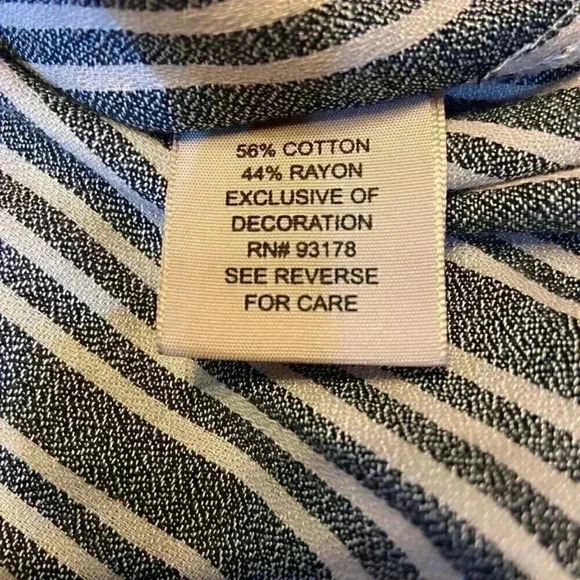 56% COTTON
44% RAYON
EXCLUSIVE OF
DECORATION
RN# 93178
SEE REVERSE
FOR CARE